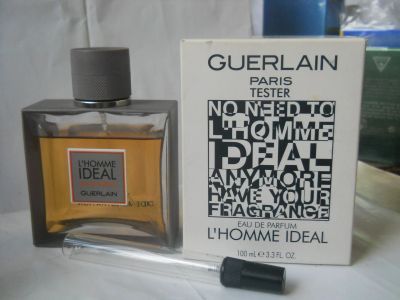 L'HOMME
IDEAL
GUERLAIN
GUERLAIN
PARIS
TESTER
NO NEED TO
L'HOMME
IDEAL
ANYMORE
HAVE YOUR
FRAGRANCE
EAU DE PARFUM
L'HOMME IDEAL
100 mL e 3.3 FL. OZ.